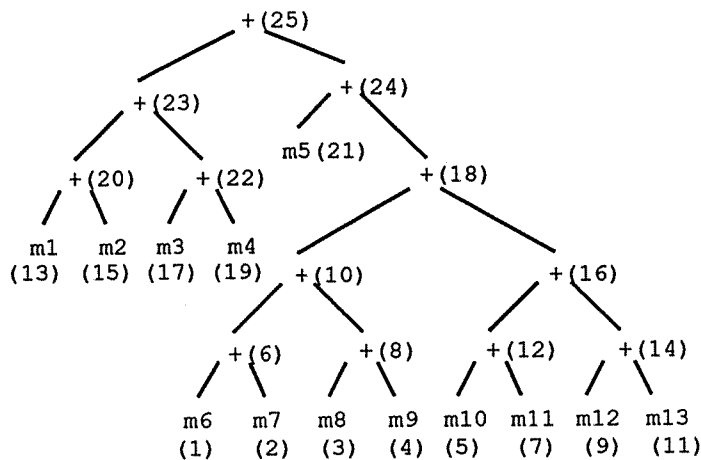 +(25)
+(23) +(24)
m5(21)
+(20) +(22) +(18)
m1 m2 m3 m4
(13) (15) (17) (19) +(10) +(16)
+(6) +(8) +(12) +(14)
m6 m7 m8 m9 m10 m11 m12 m13
(1) (2) (3) (4) (5) (7) (9) (11)